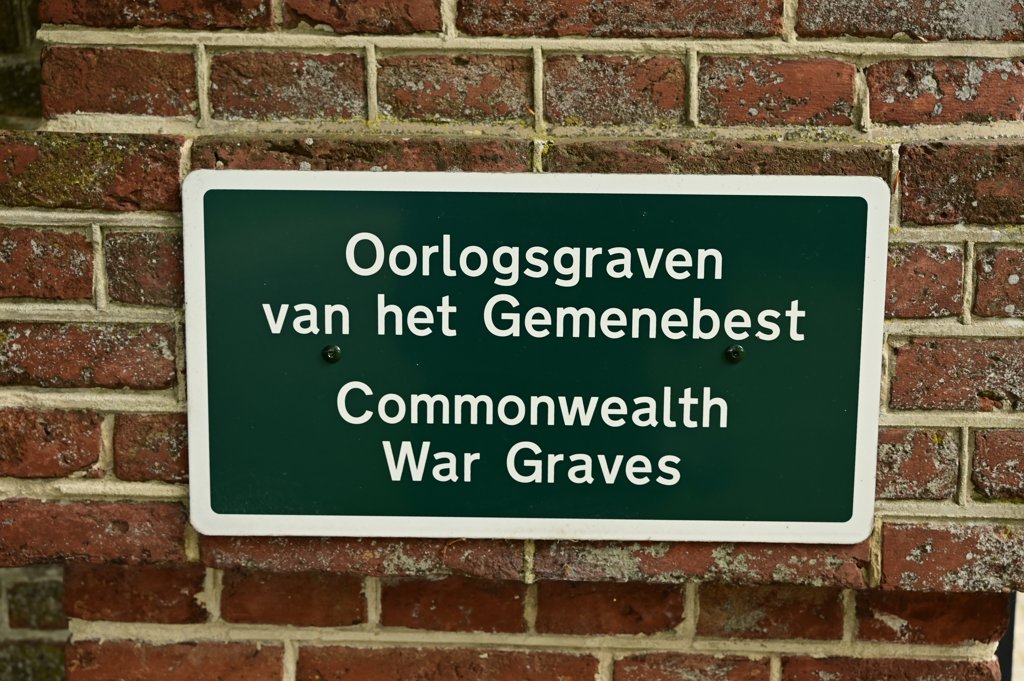 Oorlogsgraven
van het Gemenebest
Commonwealth
War Graves